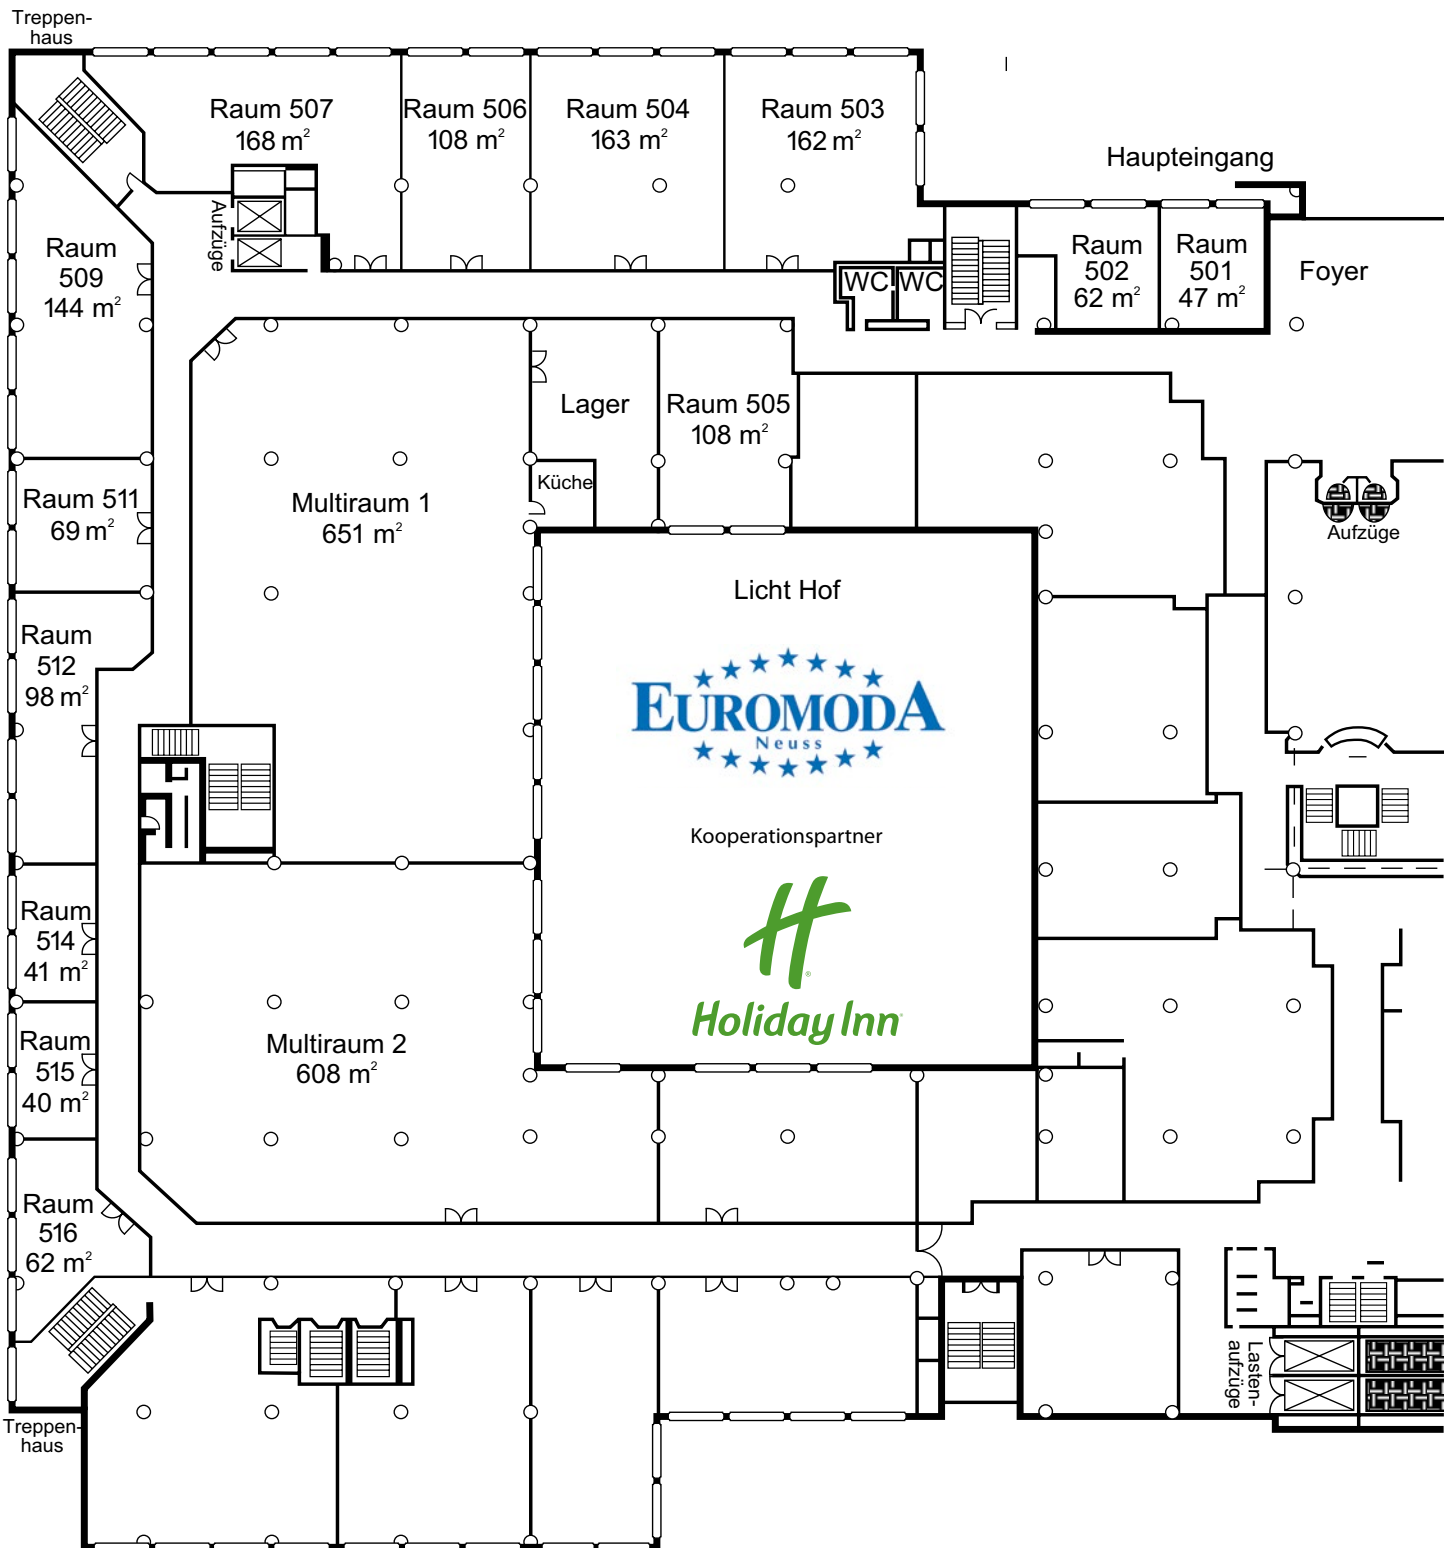 Treppen-
haus
Raum 507
168 m²
Raum 506
108 m²
Raum 504
163 m²
Raum 503
162 m²
Haupteingang
Aufzüge
Raum
509
144 m²
WC
WC
Raum
502
62 m²
Raum
501
47 m²
Foyer
Lager
Raum 505
108 m²
Küche
Raum 511
69 m²
Multiraum 1
651 m²
Aufzüge
Licht Hof
Raum
512
98 m²
EUROMODA
Neuss
Kooperationspartner
H
Holiday Inn
Raum
514
41 m²
Raum
515
40 m²
Multiraum 2
608 m²
Raum
516
62 m²
Lasten-
aufzüge
Treppen-
haus